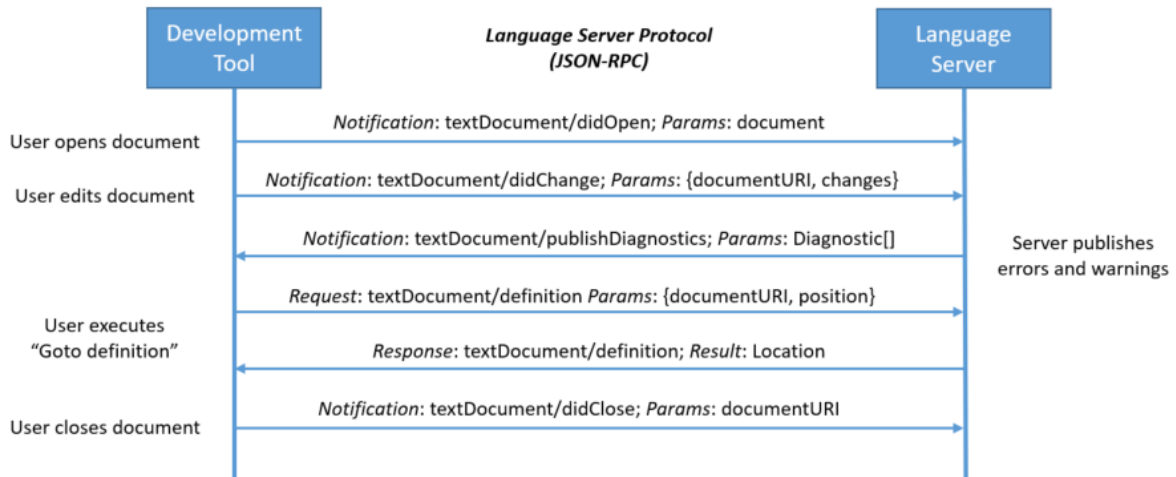 Development
Tool
Language Server Protocol
(JSON-RPC)
Language
Server
Notification: textDocument/didOpen; Params: document
User opens document
Notification: textDocument/didChange; Params: {documentURI, changes}
User edits document
Notification: textDocument/publishDiagnostics; Params: Diagnostic[]
Server publishes
errors and warnings
Request: textDocument/definition Params: {documentURI, position}
User executes
“Goto definition”
Response: textDocument/definition; Result: Location
Notification: textDocument/didClose; Params: documentURI
User closes document